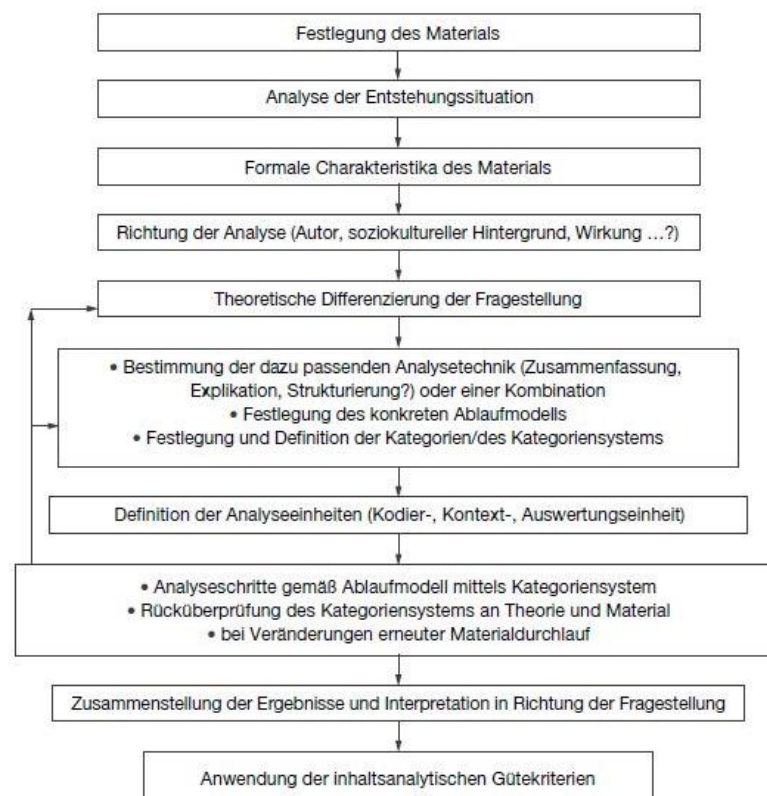 Festlegung des Materials
Analyse der Entstehungssituation
Formale Charakteristika des Materials
Richtung der Analyse (Autor, soziokultureller Hintergrund, Wirkung ...?)
Theoretische Differenzierung der Fragestellung
• Bestimmung der dazu passenden Analysetechnik (Zusammenfassung,
Explikation, Strukturierung?) oder einer Kombination
• Festlegung des konkreten Ablaufmodells
• Festlegung und Definition der Kategorien/des Kategoriensystems
Definition der Analyseeinheiten (Kodier-, Kontext-, Auswertungseinheit)
• Analyseschritte gemäß Ablaufmodell mittels Kategoriensystem
• Rücküberprüfung des Kategoriensystems an Theorie und Material
• bei Veränderungen erneuter Materialdurchlauf
Zusammenstellung der Ergebnisse und Interpretation in Richtung der Fragestellung
Anwendung der inhaltsanalytischen Gütekriterien